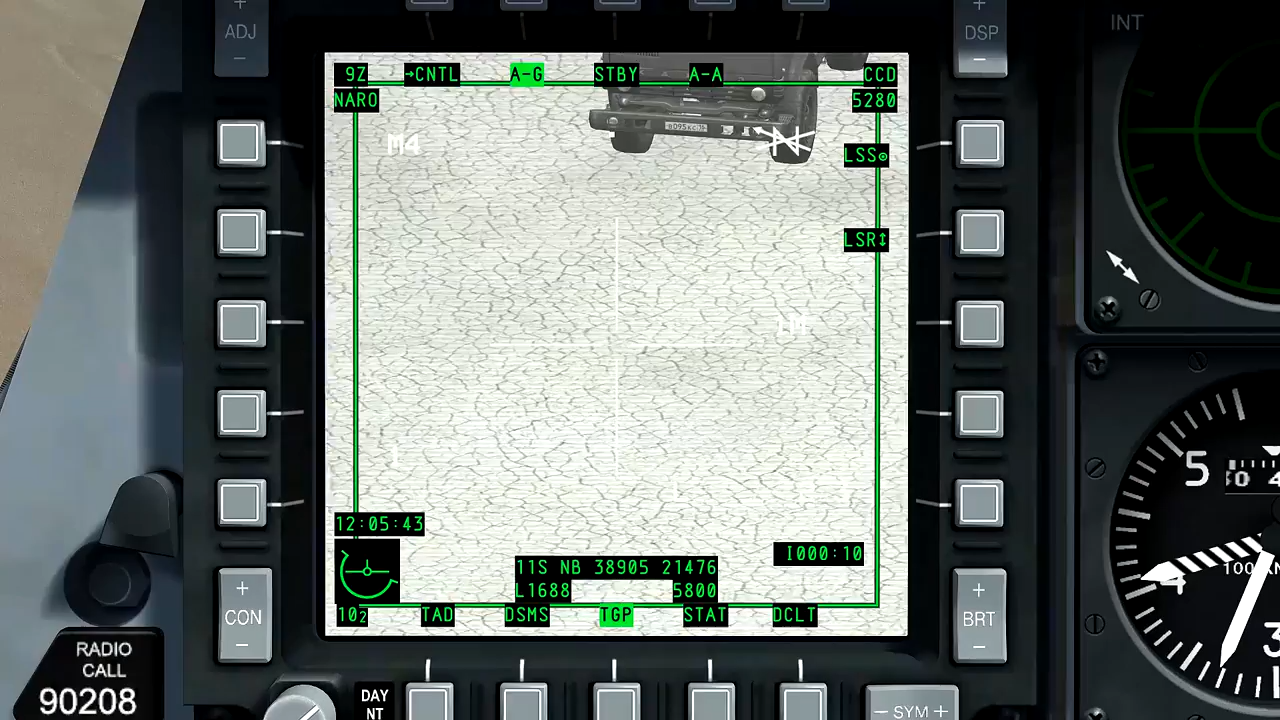 ADJ
DSP
INT
9Z →CNTL A-G STBY A-A CCD
NARO 5280
M4
N
LSS⊙
LSR↕
12:05:43
I000:10
11S NB 38905 21476
L1688 5800
TAD DSMS TGP STAT DCLT
CON
BRT
RADIO
CALL
90208
DAY
NT
— SYM +
5
4
3